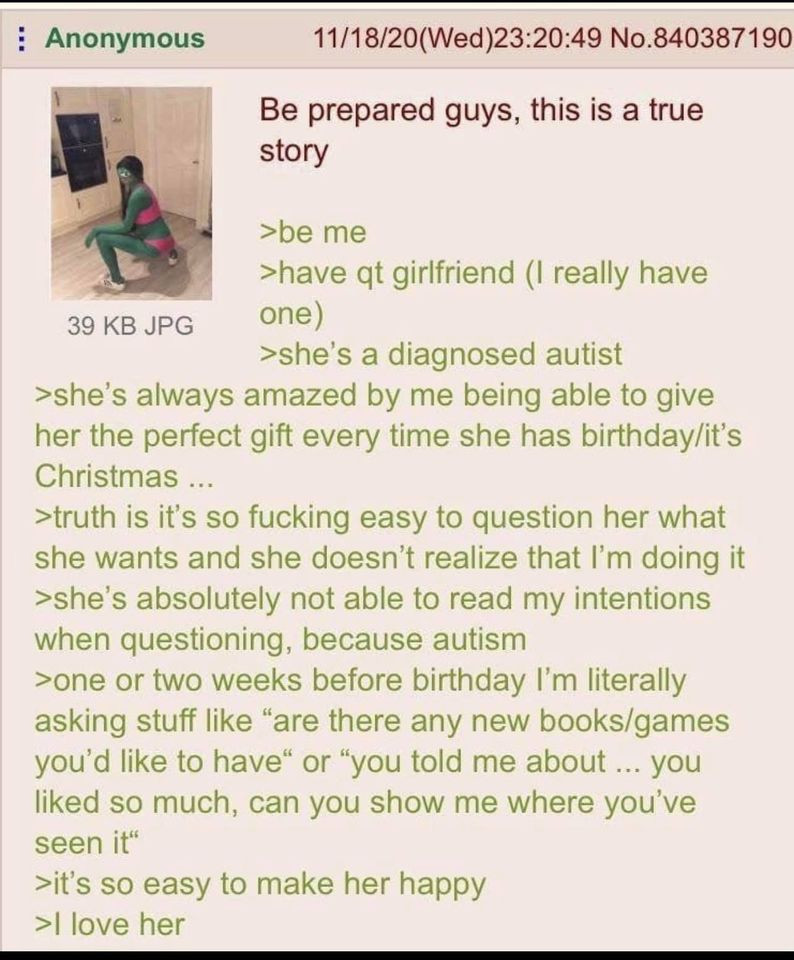 Anonymous 11/18/20(Wed)23:20:49 No.840387190
Be prepared guys, this is a true
story
>be me
>have qt girlfriend (I really have
one)
39 KB JPG
>she's a diagnosed autist
>she's always amazed by me being able to give
her the perfect gift every time she has birthday/it's
Christmas ...
>truth is it's so fucking easy to question her what
she wants and she doesn't realize that I'm doing it
>she's absolutely not able to read my intentions
when questioning, because autism
>one or two weeks before birthday I'm literally
asking stuff like “are there any new books/games
you'd like to have“ or “you told me about ... you
liked so much, can you show me where you've
seen it“
>it's so easy to make her happy
>I love her